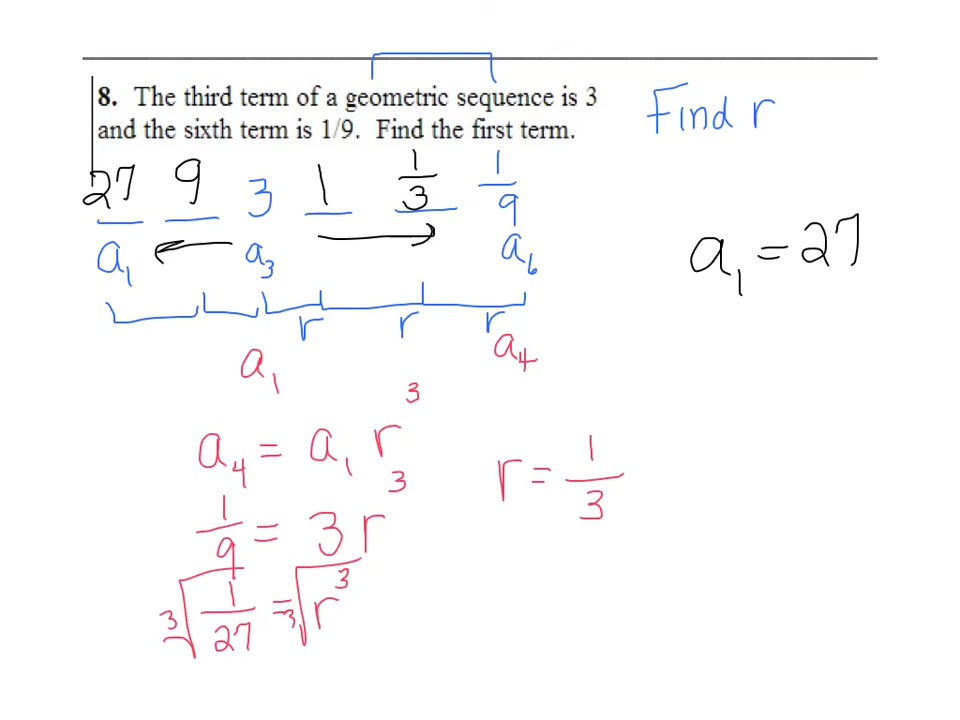 8. The third term of a geometric sequence is 3
and the sixth term is 1/9. Find the first term.
Find r
27 9 3 1 1/3 1/9
a₁ a₃ a₆
a₁ = 27
r r r
a₁ a₄
a₄ = a₁ r³
r = 1/3
1/9 = 3 r³
∛(1/27) = ∛(r³)